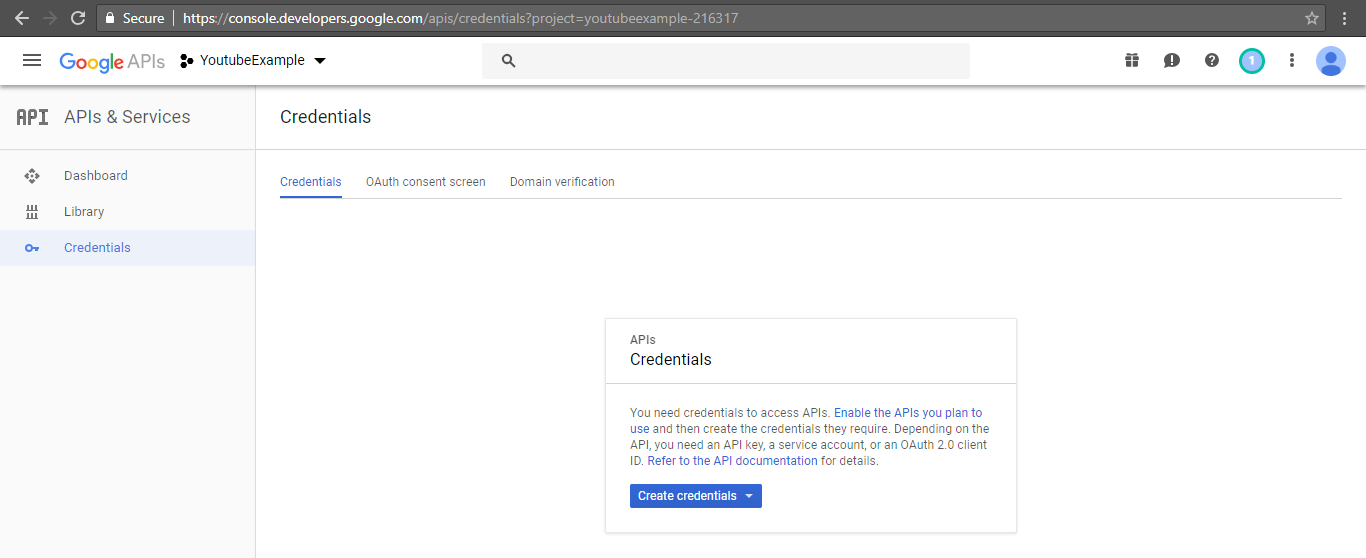 Secure https://console.developers.google.com/apis/credentials?project=youtubeexample-216317
Google APIs YoutubeExample 1
API APIs & Services Credentials
Dashboard
Library
Credentials
Credentials OAuth consent screen Domain verification
APIs
Credentials
You need credentials to access APIs. Enable the APIs you plan to
use and then create the credentials they require. Depending on the
API, you need an API key, a service account, or an OAuth 2.0 client
ID. Refer to the API documentation for details.
Create credentials